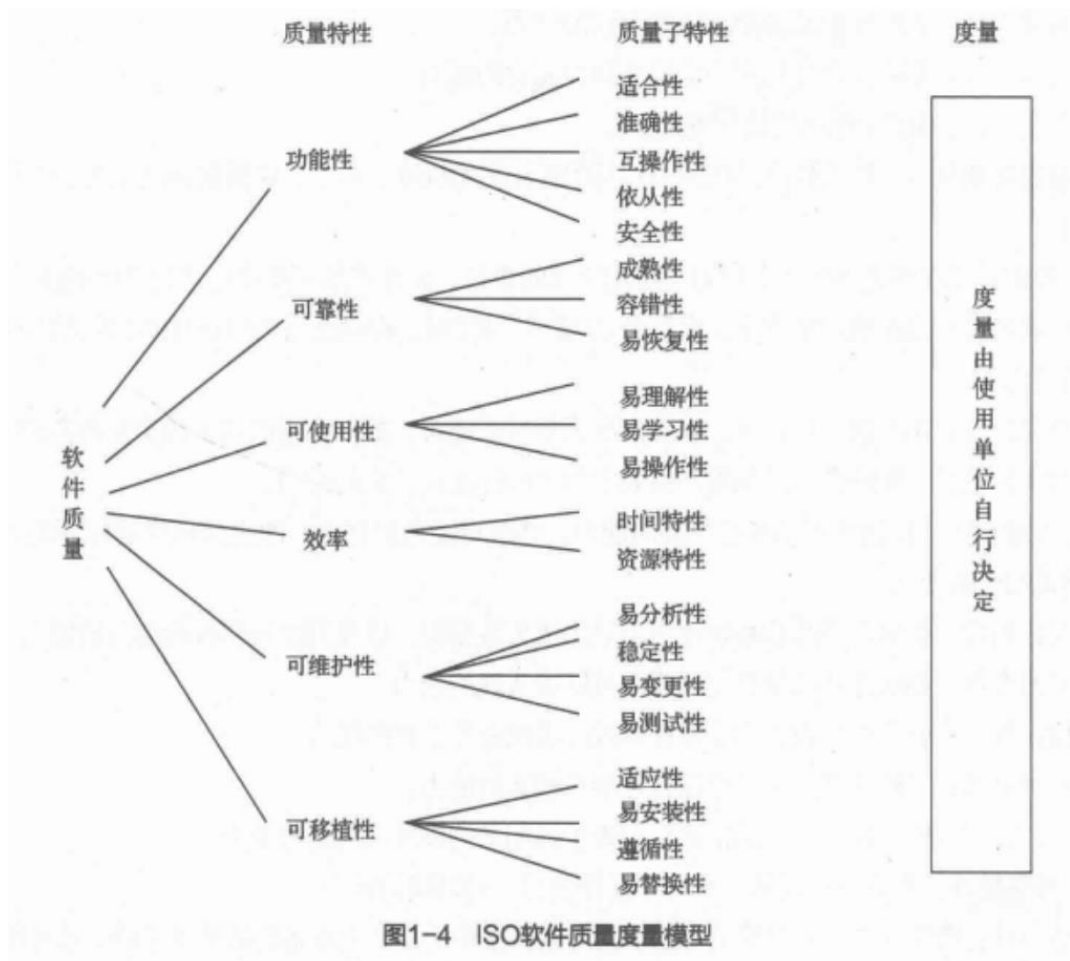 质量特性 质量子特性 度量
适合性
准确性
功能性 互操作性
依从性
安全性
成熟性
可靠性 容错性
易恢复性
易理解性
可使用性 易学习性
易操作性
软件质量
时间特性
效率
资源特性
易分析性
稳定性
可维护性 易变更性
易测试性
适应性
可移植性 易安装性
遵循性
易替换性
度量由使用单位自行决定
图1-4 ISO软件质量度量模型